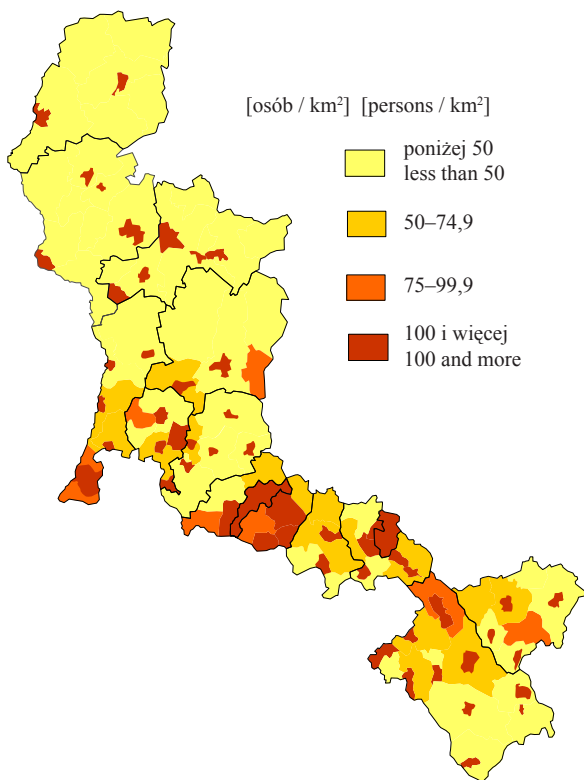 [osób / km²] [persons / km²]
poniżej 50
less than 50
50–74,9
75–99,9
100 i więcej
100 and more